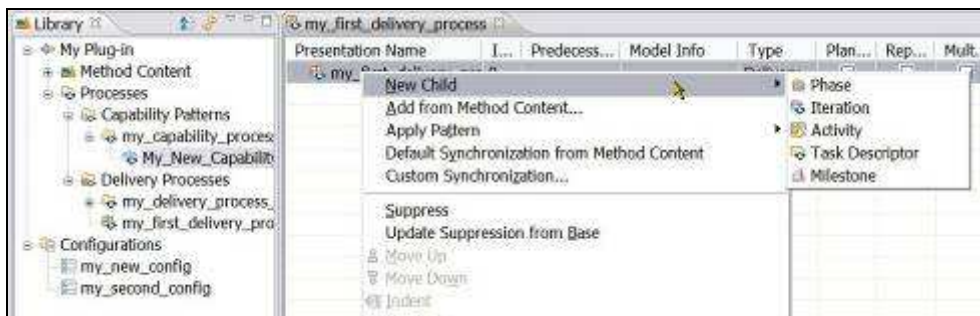 Library
my_first_delivery_process
My Plug-in
Method Content
Processes
Capability Patterns
my_capability_proces
My_New_Capabilit
Delivery Processes
my_delivery_process_
my_first_delivery_pro
Configurations
my_new_config
my_second_config
Presentation Name I... Predecess... Model Info Type Plan... Rep... Mult.
my_
New Child
Add from Method Content...
Apply Pattern
Default Synchronization from Method Content
Custom Synchronization...
Suppress
Update Suppression from Base
Move Up
Move Down
Indent
Phase
Iteration
Activity
Task Descriptor
Milestone